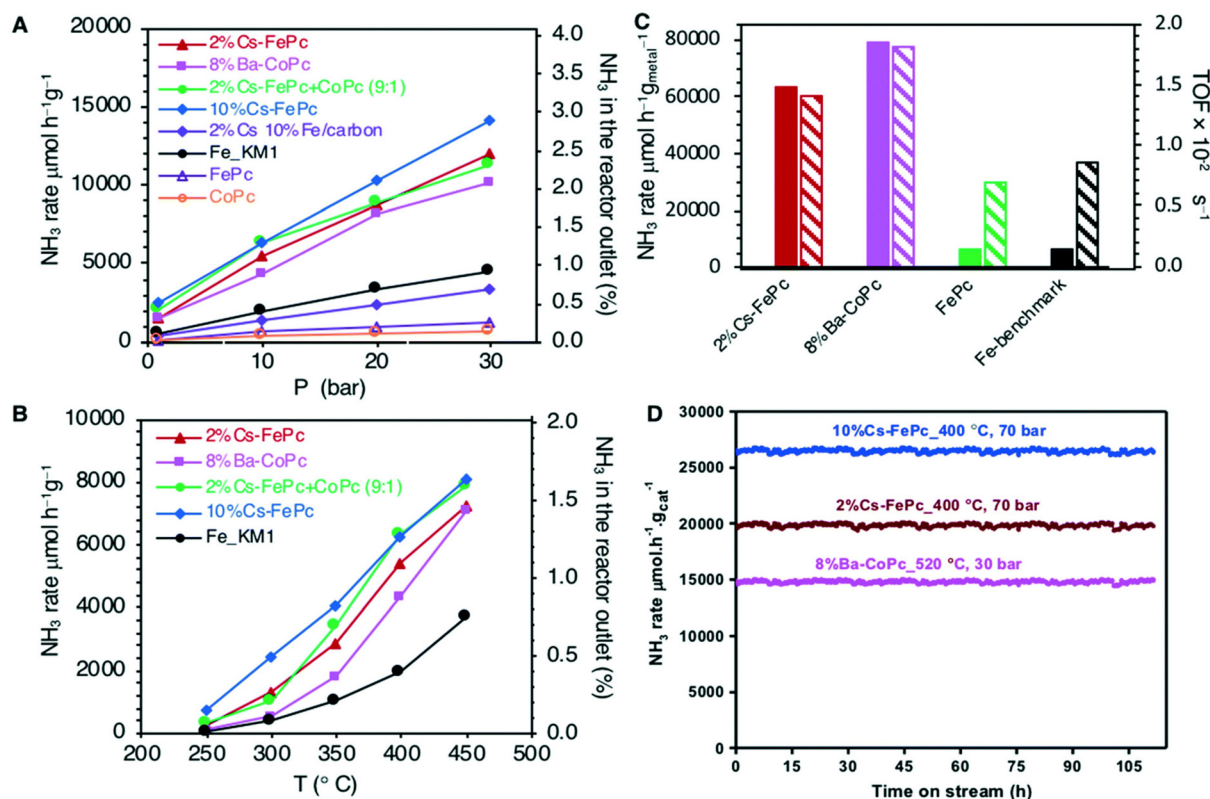 A
20000
15000
10000
5000
0
NH₃ rate μmol h⁻¹g⁻¹
2%Cs-FePc
8%Ba-CoPc
2%Cs-FePc+CoPc (9:1)
10%Cs-FePc
2%Cs 10%Fe/carbon
Fe_KM1
FePc
CoPc
4.0
3.5
3.0
2.5
2.0
1.5
1.0
0.5
0.0
NH₃ in the reactor outlet (%)
0 10 20 30
P (bar)
B
10000
8000
6000
4000
2000
0
NH₃ rate μmol h⁻¹g⁻¹
2%Cs-FePc
8%Ba-CoPc
2%Cs-FePc+CoPc (9:1)
10%Cs-FePc
Fe_KM1
2.0
1.5
1.0
0.5
0.0
NH₃ in the reactor outlet (%)
200 250 300 350 400 450 500
T (° C)
C
80000
60000
40000
20000
0
NH₃ rate μmol h⁻¹gmetal⁻¹
2.0
1.5
1.0
0.5
0.0
TOF × 10⁻² s⁻¹
2%Cs-FePc
8%Ba-CoPc
FePc
Fe-benchmark
D
30000
25000
20000
15000
10000
5000
0
NH₃ rate μmol.h⁻¹.gcat⁻¹
10%Cs-FePc_400 °C, 70 bar
2%Cs-FePc_400 °C, 70 bar
8%Ba-CoPc_520 °C, 30 bar
0 15 30 45 60 75 90 105
Time on stream (h)